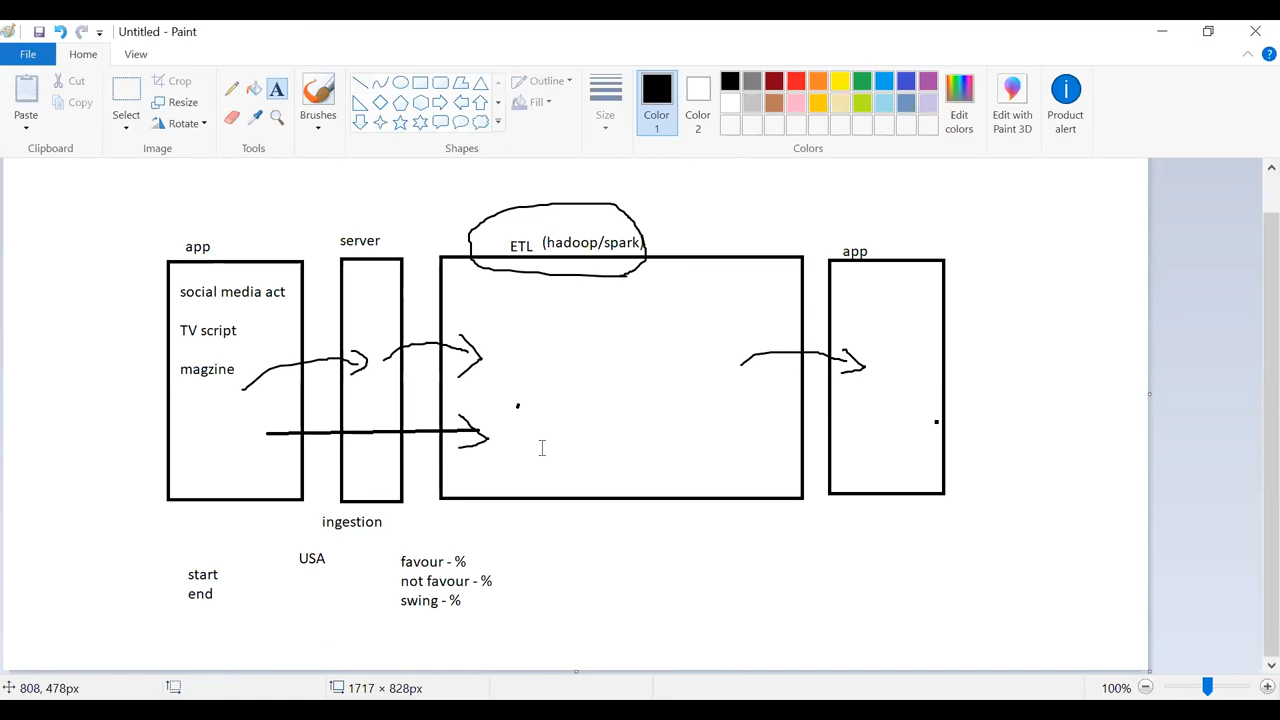 Untitled - Paint
File
Home
View
Paste
Cut
Copy
Clipboard
Select
Crop
Resize
Rotate
Image
A
Tools
Brushes
Outline
Fill
Shapes
Size
Color 1
Color 2
Edit colors
Colors
Edit with Paint 3D
Product alert
app
server
ETL (hadoop/spark)
app
social media act
TV script
magzine
ingestion
USA
start
end
favour - %
not favour - %
swing - %
808, 478px
1717 × 828px
100%